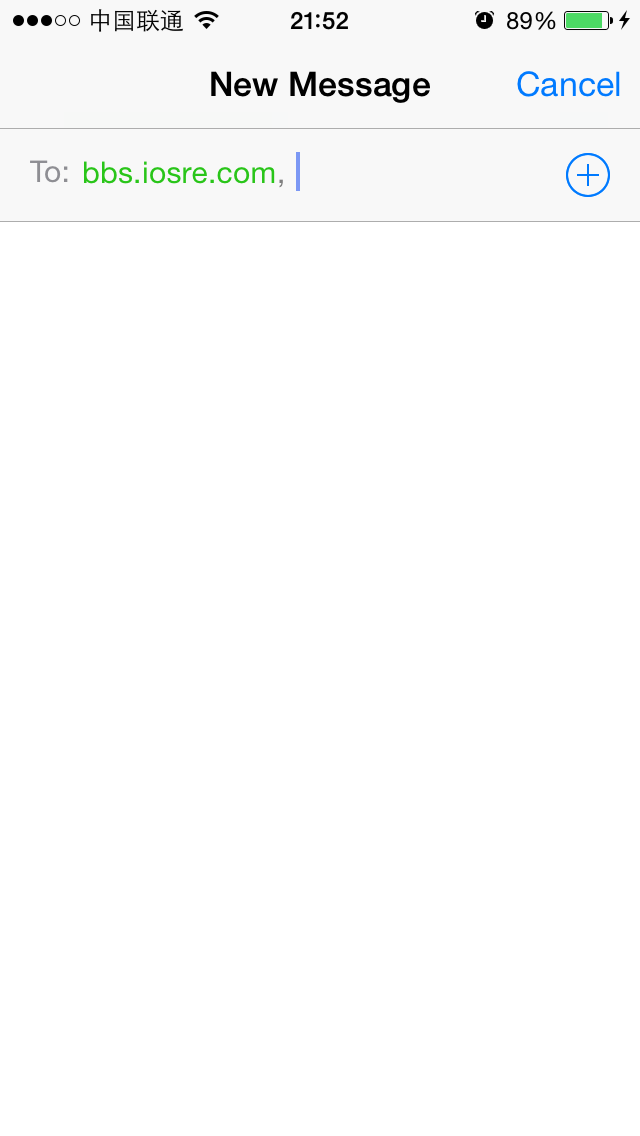 中国联通 21:52 89%
New Message Cancel
To: bbs.iosre.com,